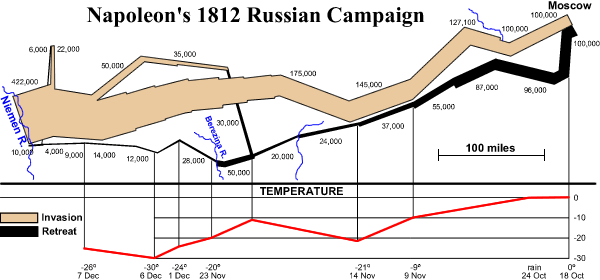 Napoleon's 1812 Russian Campaign
Moscow
100,000
100,000
127,100
100,000
6,000
22,000
50,000
35,000
422,000
175,000
145,000
Niemen R.
Berezina R.
30,000
96,000
87,000
55,000
37,000
24,000
20,000
50,000
28,000
12,000
14,000
9,000
4,000
10,000
100 miles
TEMPERATURE
Invasion
Retreat
0
-10
-20
-30
-26° -30° -24° -20° -21° -9° rain 0°
7 Dec 6 Dec 1 Dec 23 Nov 14 Nov 9 Nov 24 Oct 18 Oct